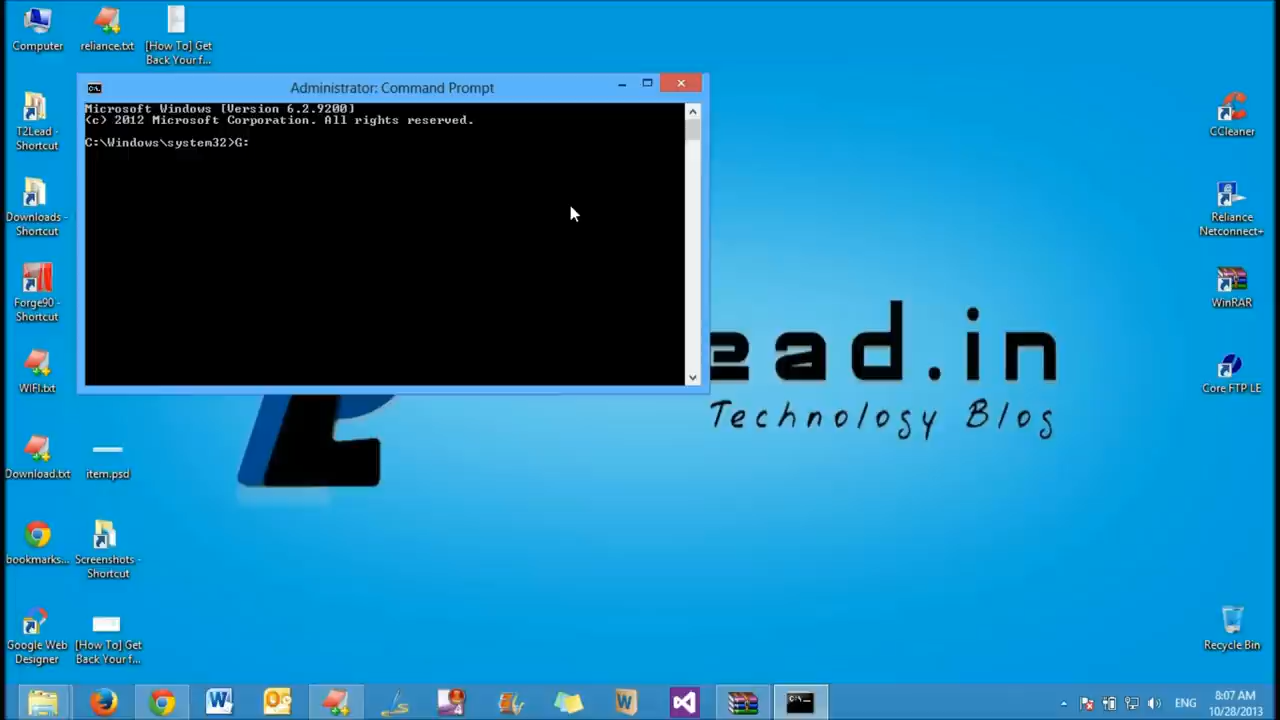 Computer
reliance.txt
[How To] Get
Back Your f...
Administrator: Command Prompt
Microsoft Windows [Version 6.2.9200]
(c) 2012 Microsoft Corporation. All rights reserved.
C:\Windows\system32>G:
T2Lead -
Shortcut
Downloads -
Shortcut
Forge90 -
Shortcut
WIFI.txt
Download.txt
item.psd
bookmarks...
Screenshots -
Shortcut
Google Web
Designer
[How To] Get
Back Your f...
ead.in
Technology Blog
CCleaner
Reliance
Netconnect+
WinRAR
Core FTP LE
Recycle Bin
ENG
8:07 AM
10/28/2013